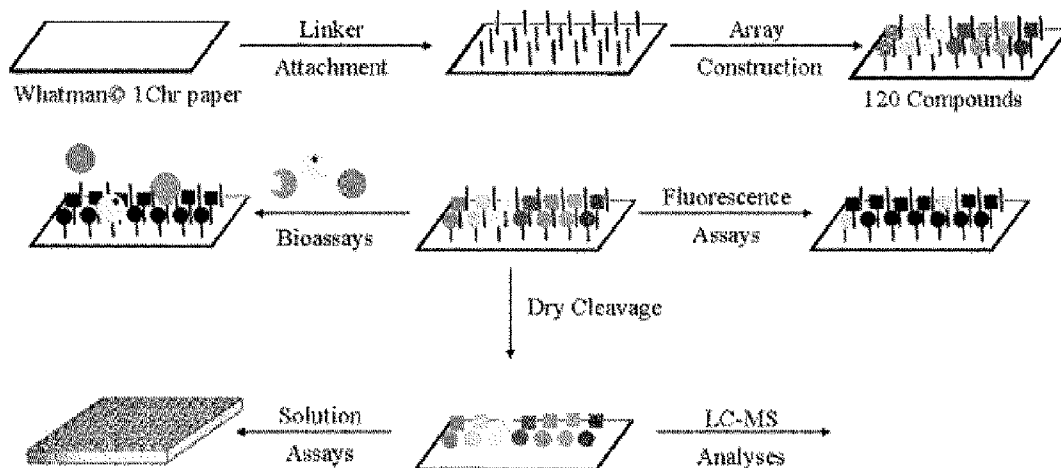 Linker
Attachment
Array
Construction
Whatman© 1Chr paper
120 Compounds
Bioassays
Fluorescence
Assays
Dry Cleavage
Solution
Assays
LC-MS
Analyses